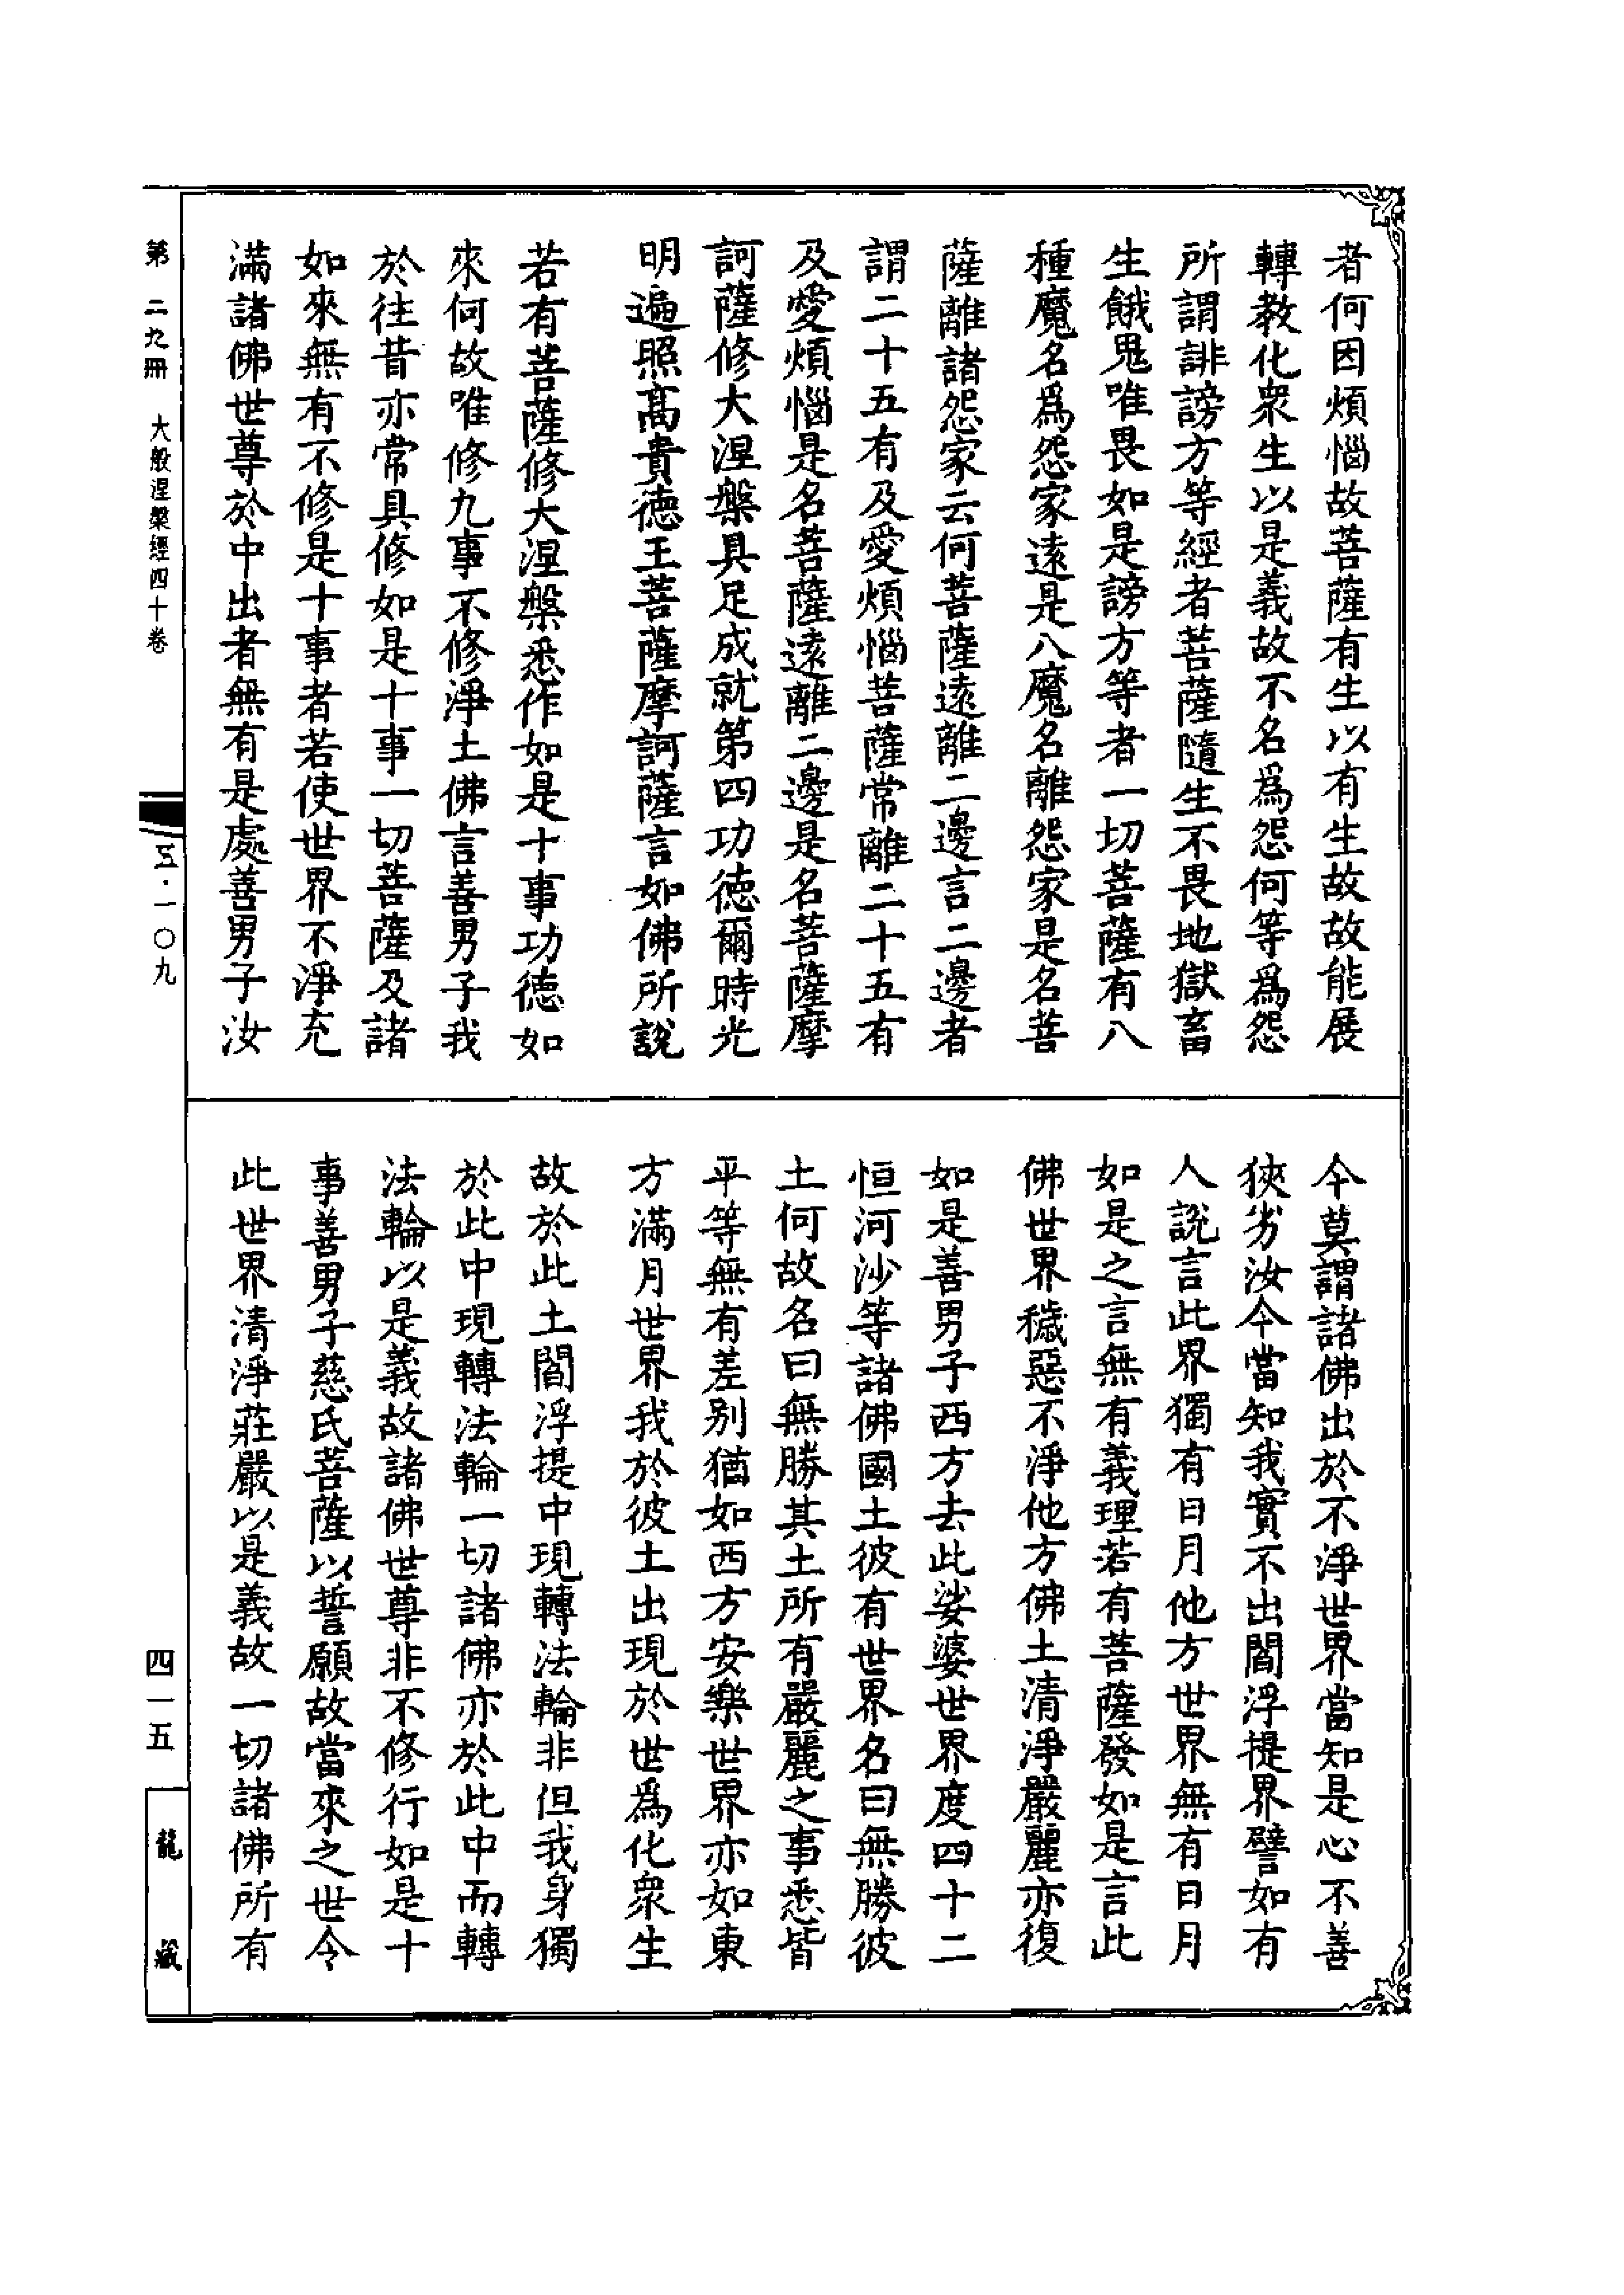 者何因煩惱故菩薩有生以有生故故能展
轉教化衆生以是義故不名爲怨何等爲怨
所謂誹謗方等經者菩薩隨生不畏地獄畜
生餓鬼唯畏如是謗方等者一切菩薩有八
種魔名爲怨家遠是八魔名離怨家是名菩
薩離諸怨家云何菩薩遠離二邊言二邊者
謂二十五有及愛煩惱菩薩常離二十五有
及愛煩惱是名菩薩遠離二邊是名菩薩摩
訶薩修大涅槃具足成就第四功德爾時光
明遍照高貴德王菩薩摩訶薩言如佛所說
若有菩薩修大涅槃悉作如是十事功德如
來何故唯修九事不修淨土佛言善男子我
於往昔亦常具修如是十事一切菩薩及諸
如來無有不修是十事者若使世界不淨充
滿諸佛世尊於中出者無有是處善男子汝
今莫謂諸佛出於不淨世界當知是心不善
狹劣汝今當知我實不出閻浮提界譬如有
人說言此界獨有日月他方世界無有日月
如是之言無有義理若有菩薩發如是言此
佛世界穢惡不淨他方佛土清淨嚴麗亦復
如是善男子西方去此娑婆世界度四十二
恒河沙等諸佛國土彼有世界名曰無勝彼
土何故名曰無勝其土所有嚴麗之事悉皆
平等無有差別猶如西方安樂世界亦如東
方滿月世界我於彼土出現於世爲化衆生
故於此土閻浮提中現轉法輪非但我身獨
於此中現轉法輪一切諸佛亦於此中而轉
法輪以是義故諸佛世尊非不修行如是十
事善男子慈氏菩薩以誓願故當來之世令
此世界清淨莊嚴以是義故一切諸佛所有
第二九冊 大般涅槃經四十卷 五·一〇九
四一五 龍藏